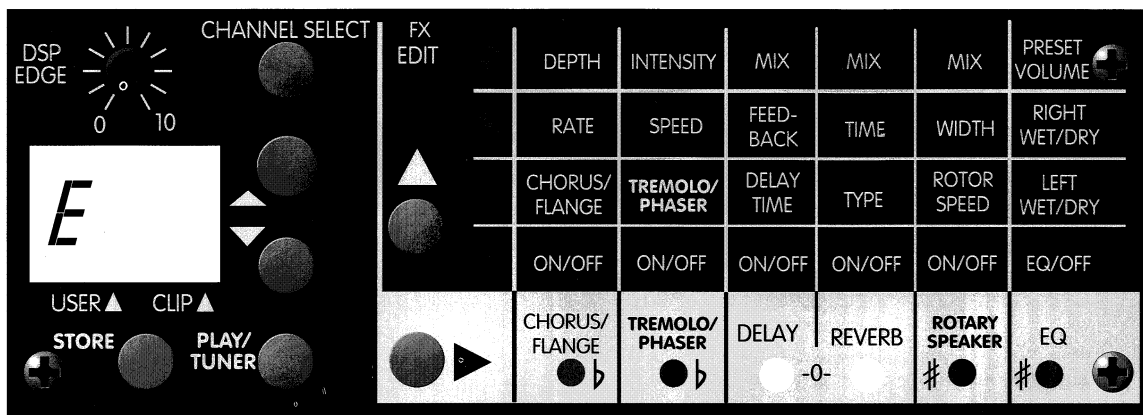 DSP
EDGE
0 10
CHANNEL SELECT
E
USER CLIP
STORE
PLAY/
TUNER
FX
EDIT
DEPTH INTENSITY MIX MIX MIX PRESET
VOLUME
RATE SPEED FEED-
BACK TIME WIDTH RIGHT
WET/DRY
CHORUS/
FLANGE TREMOLO/
PHASER DELAY
TIME TYPE ROTOR
SPEED LEFT
WET/DRY
ON/OFF ON/OFF ON/OFF ON/OFF ON/OFF EQ/OFF
CHORUS/
FLANGE TREMOLO/
PHASER DELAY REVERB ROTARY
SPEAKER EQ
♭ ♭ -0- ♯ ♯